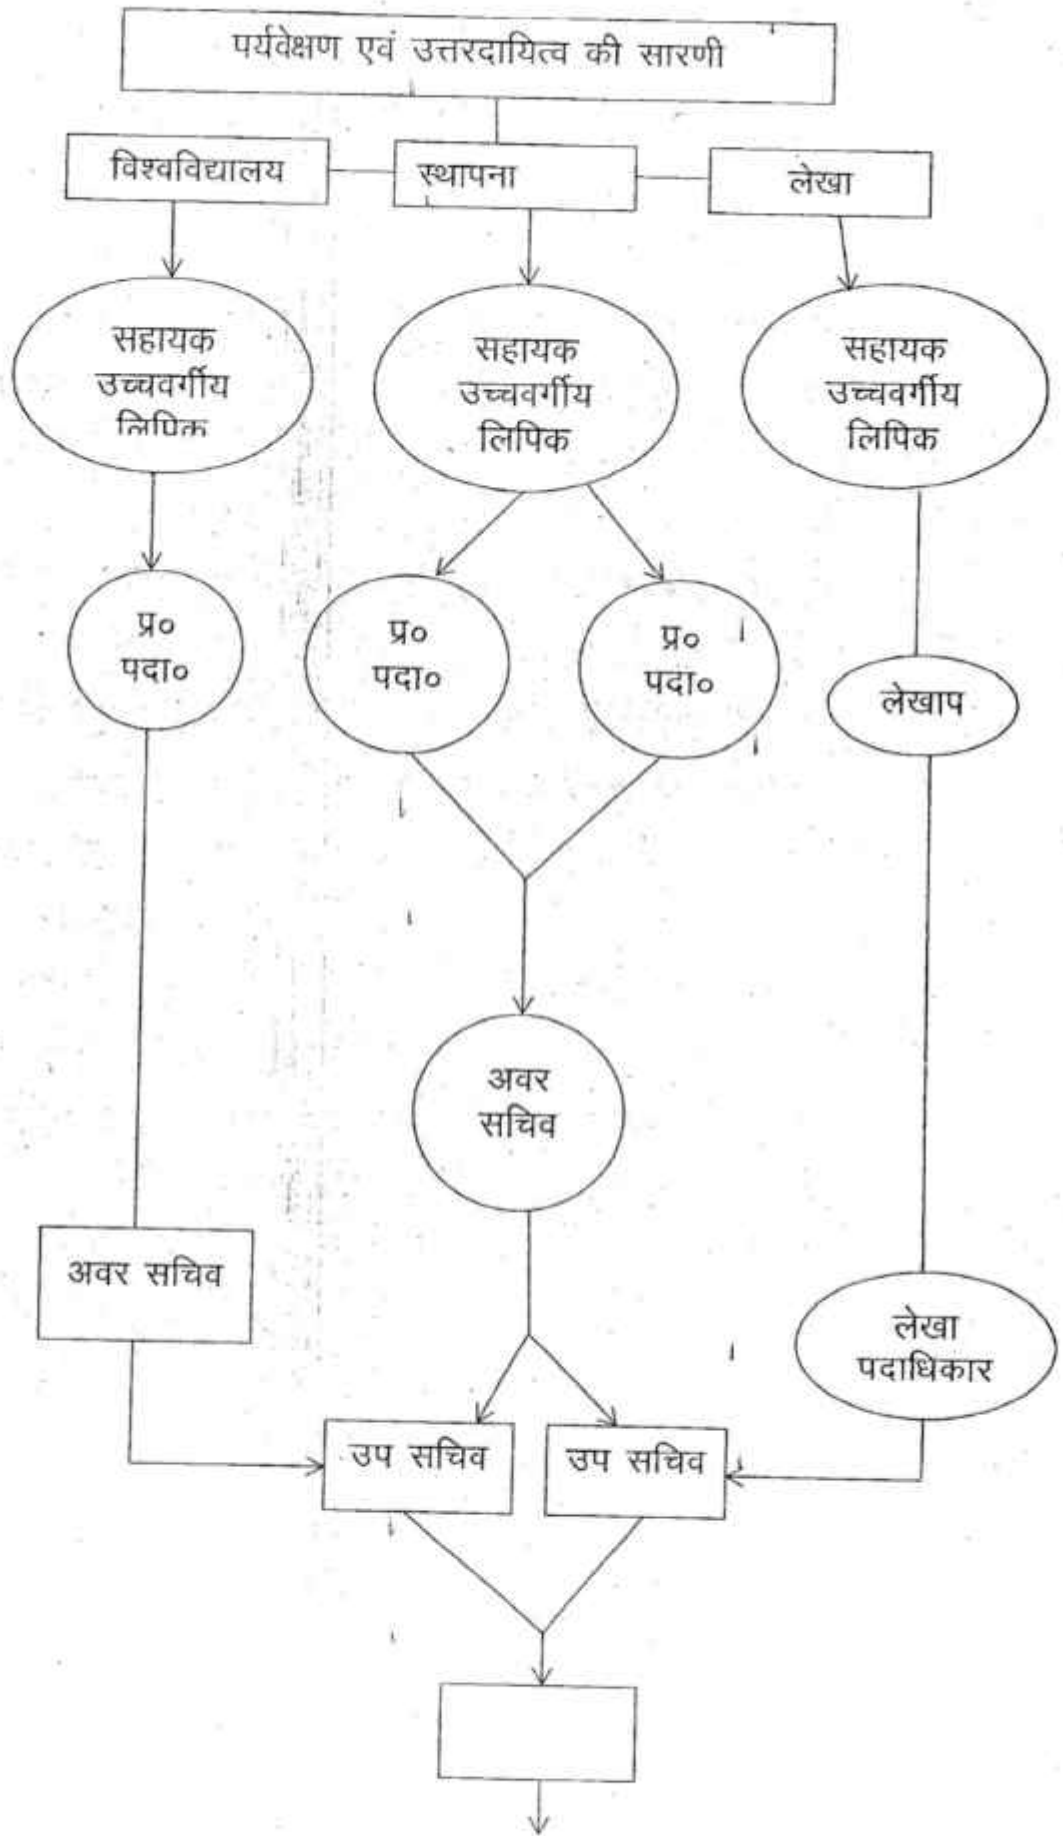 पर्यवेक्षण एवं उत्तरदायित्व की सारणी
विश्वविद्यालय
स्थापना
लेखा
सहायक
उच्चवर्गीय
लिपिक
सहायक
उच्चवर्गीय
लिपिक
सहायक
उच्चवर्गीय
लिपिक
प्र०
पदा०
प्र०
पदा०
प्र०
पदा०
लेखाप
अवर
सचिव
अवर सचिव
लेखा
पदाधिकार
उप सचिव
उप सचिव